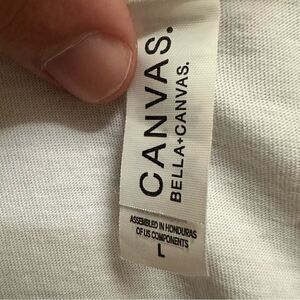 CANVAS.
BELLA+CANVAS.
ASSEMBLED IN HONDURAS
OF US COMPONENTS
L